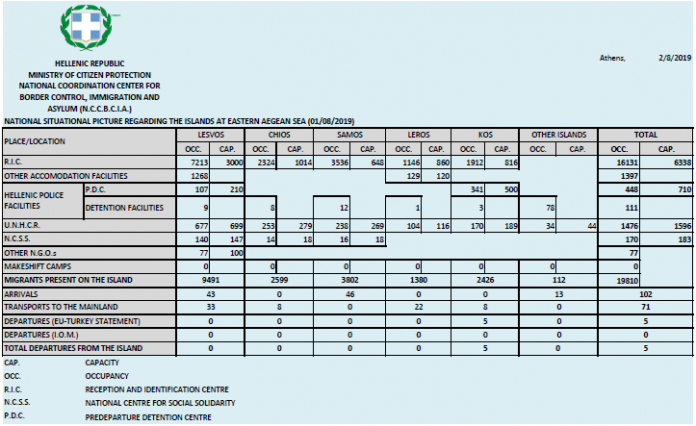 HELLENIC REPUBLIC
MINISTRY OF CITIZEN PROTECTION
NATIONAL COORDINATION CENTER FOR
BORDER CONTROL, IMMIGRATION AND
ASYLUM (N.C.C.B.C.I.A.)
Athens, 2/8/2019
NATIONAL SITUATIONAL PICTURE REGARDING THE ISLANDS AT EASTERN AEGEAN SEA (01/08/2019)
PLACE/LOCATION LESVOS CHIOS SAMOS LEROS KOS OTHER ISLANDS TOTAL
OCC. CAP. OCC. CAP. OCC. CAP. OCC. CAP. OCC. CAP. OCC. CAP. OCC. CAP.
R.I.C. 7213 3000 2324 1014 3536 648 1146 860 1912 816 16131 6338
OTHER ACCOMODATION FACILITIES 1268 129 120 1397
HELLENIC POLICE FACILITIES P.D.C. 107 210 341 500 448 710
DETENTION FACILITIES 9 8 12 1 3 78 111
U.N.H.C.R. 677 699 253 279 238 269 104 116 170 189 34 44 1476 1596
N.C.S.S. 140 147 14 18 16 18 170 183
OTHER N.G.O.s 77 100 77
MAKESHIFT CAMPS 0 0 0 0 0 0 0
MIGRANTS PRESENT ON THE ISLAND 9491 2599 3802 1380 2426 112 19810
ARRIVALS 43 0 46 0 0 13 102
TRANSPORTS TO THE MAINLAND 33 8 0 22 8 0 71
DEPARTURES (EU-TURKEY STATEMENT) 0 0 0 0 5 0 5
DEPARTURES (I.O.M.) 0 0 0 0 0 0 0
TOTAL DEPARTURES FROM THE ISLAND 0 0 0 0 5 0 5
CAP. CAPACITY
OCC. OCCUPANCY
R.I.C. RECEPTION AND IDENTIFICATION CENTRE
N.C.S.S. NATIONAL CENTRE FOR SOCIAL SOLIDARITY
P.D.C. PREDEPARTURE DETENTION CENTRE